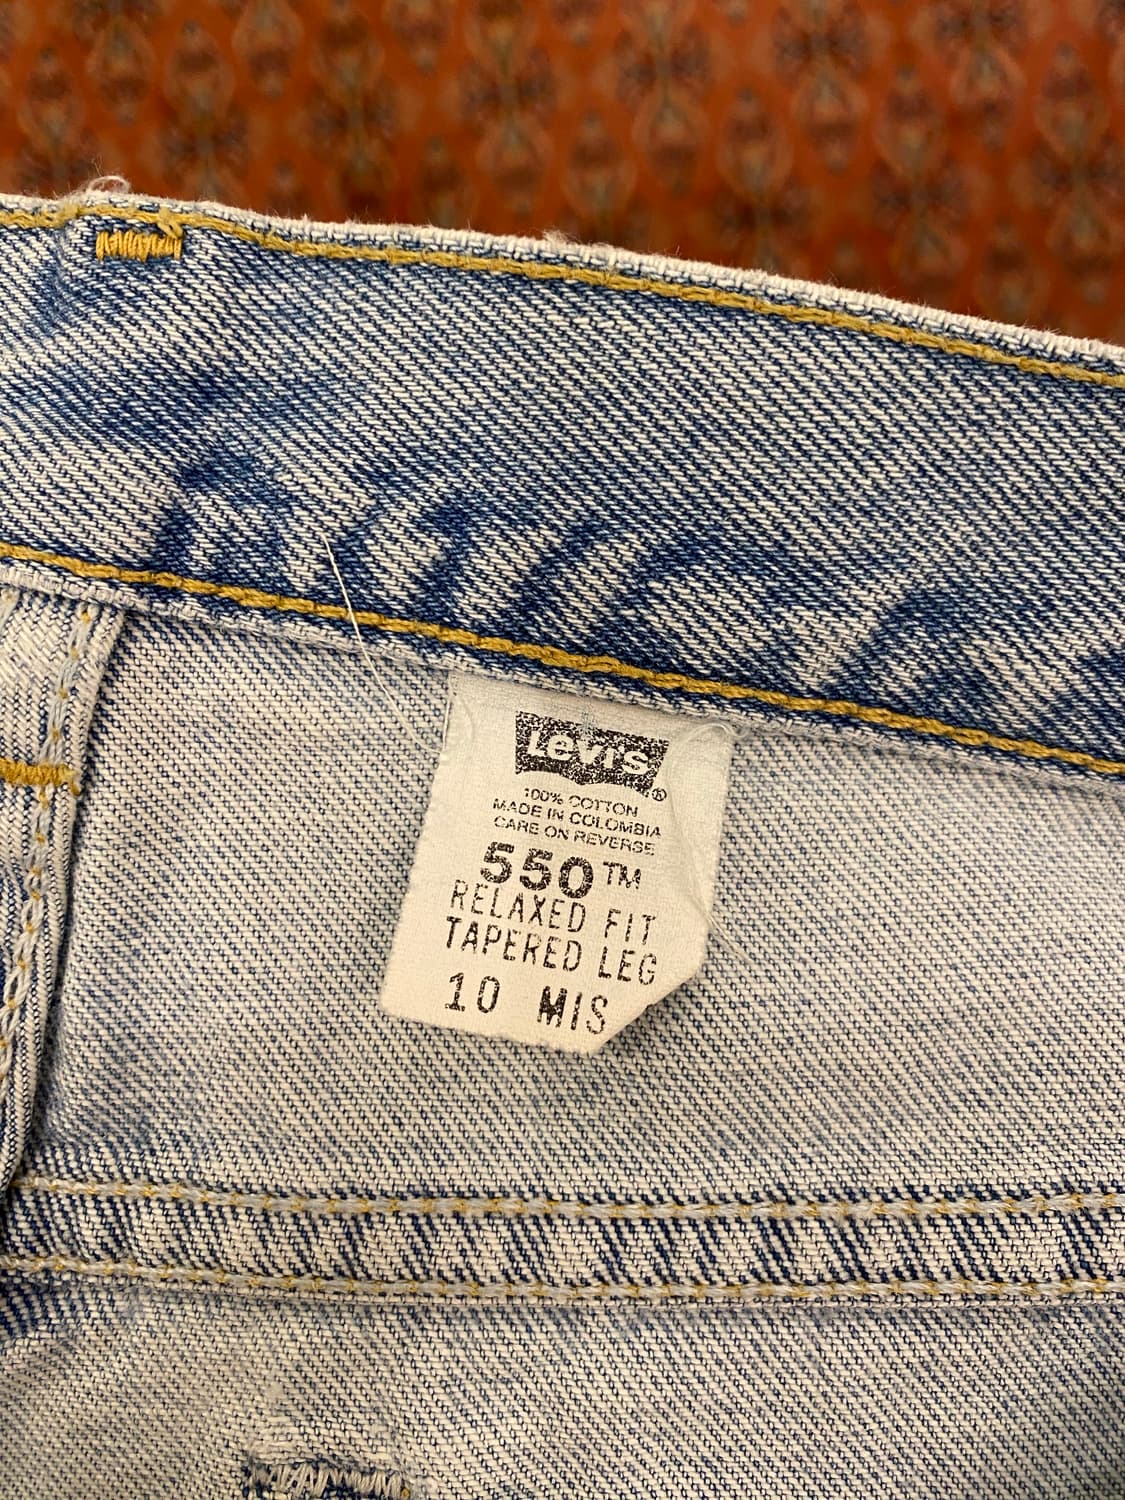 Levi's®
100% COTTON
MADE IN COLOMBIA
CARE ON REVERSE
550™
RELAXED FIT
TAPERED LEG
10 MIS